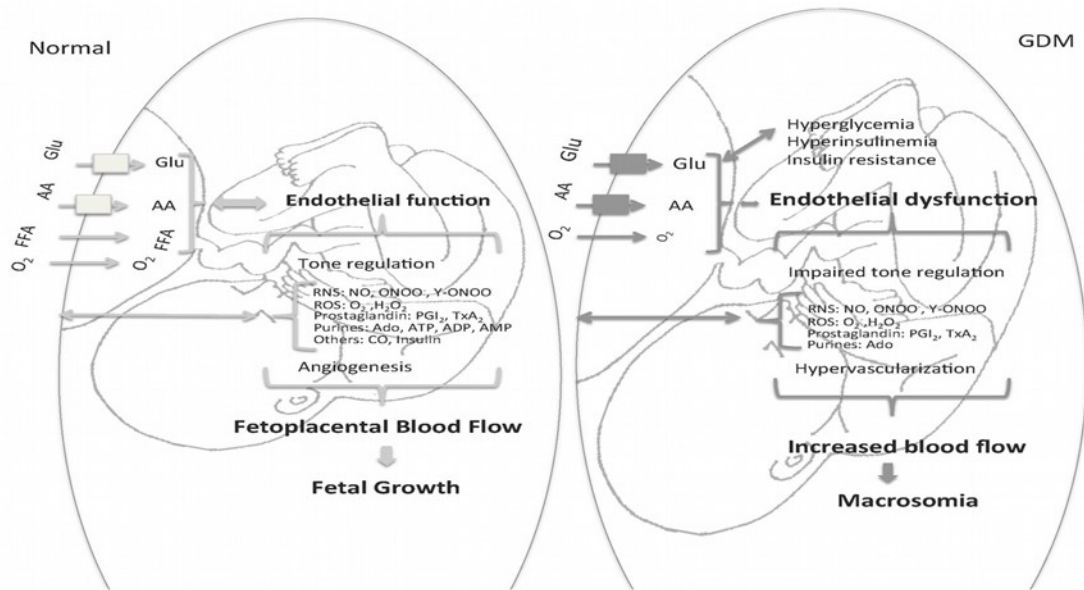 Normal
Glu
AA
FFA
O₂
Glu
AA
FFA
O₂
Endothelial function
Tone regulation
RNS: NO, ONOO⁻, Y-ONOO
ROS: O₂⁻, H₂O₂
Prostaglandin: PGI₂, TxA₂
Purines: Ado, ATP, ADP, AMP
Others: CO, Insulin
Angiogenesis
Fetoplacental Blood Flow
Fetal Growth
GDM
Glu
AA
O₂
Glu
AA
O₂
Hyperglycemia
Hyperinsulinemia
Insulin resistance
Endothelial dysfunction
Impaired tone regulation
RNS: NO, ONOO⁻, Y-ONOO
ROS: O₂⁻, H₂O₂
Prostaglandin: PGI₂, TxA₂
Purines: Ado
Hypervascularization
Increased blood flow
Macrosomia